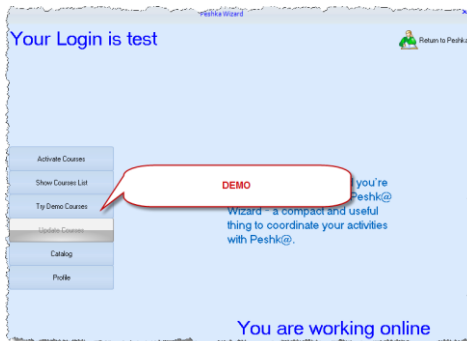 Peshka Wizard
Your Login is test
Return to Peshka
Activate Courses
Show Courses List
Try Demo Courses
Update Courses
Catalog
Profile
DEMO
you're
Peshk@
Wizard - a compact and useful
thing to coordinate your activities
with Peshk@.
You are working online